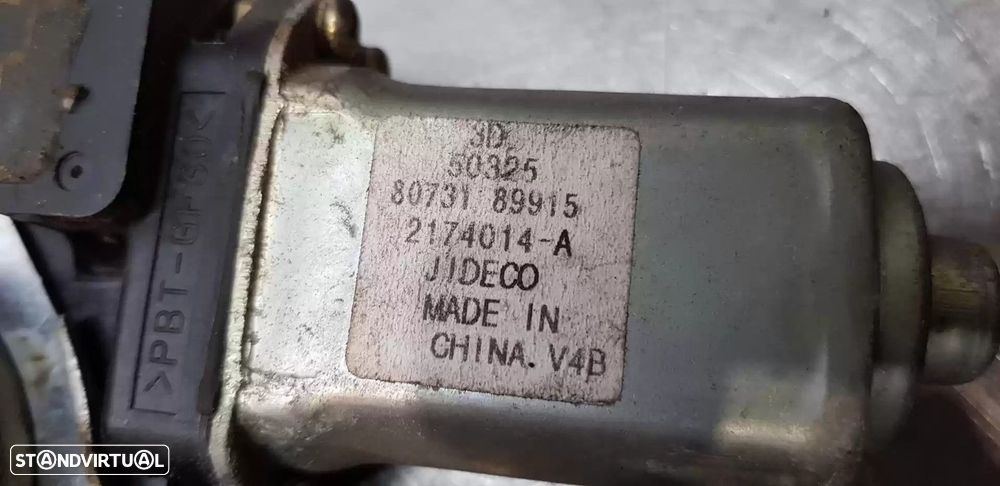 3D
50325
80731 89915
2174014-A
JIDECO
MADE IN
CHINA. V4B
>PBT-GF30<
STANDVIRTUAL